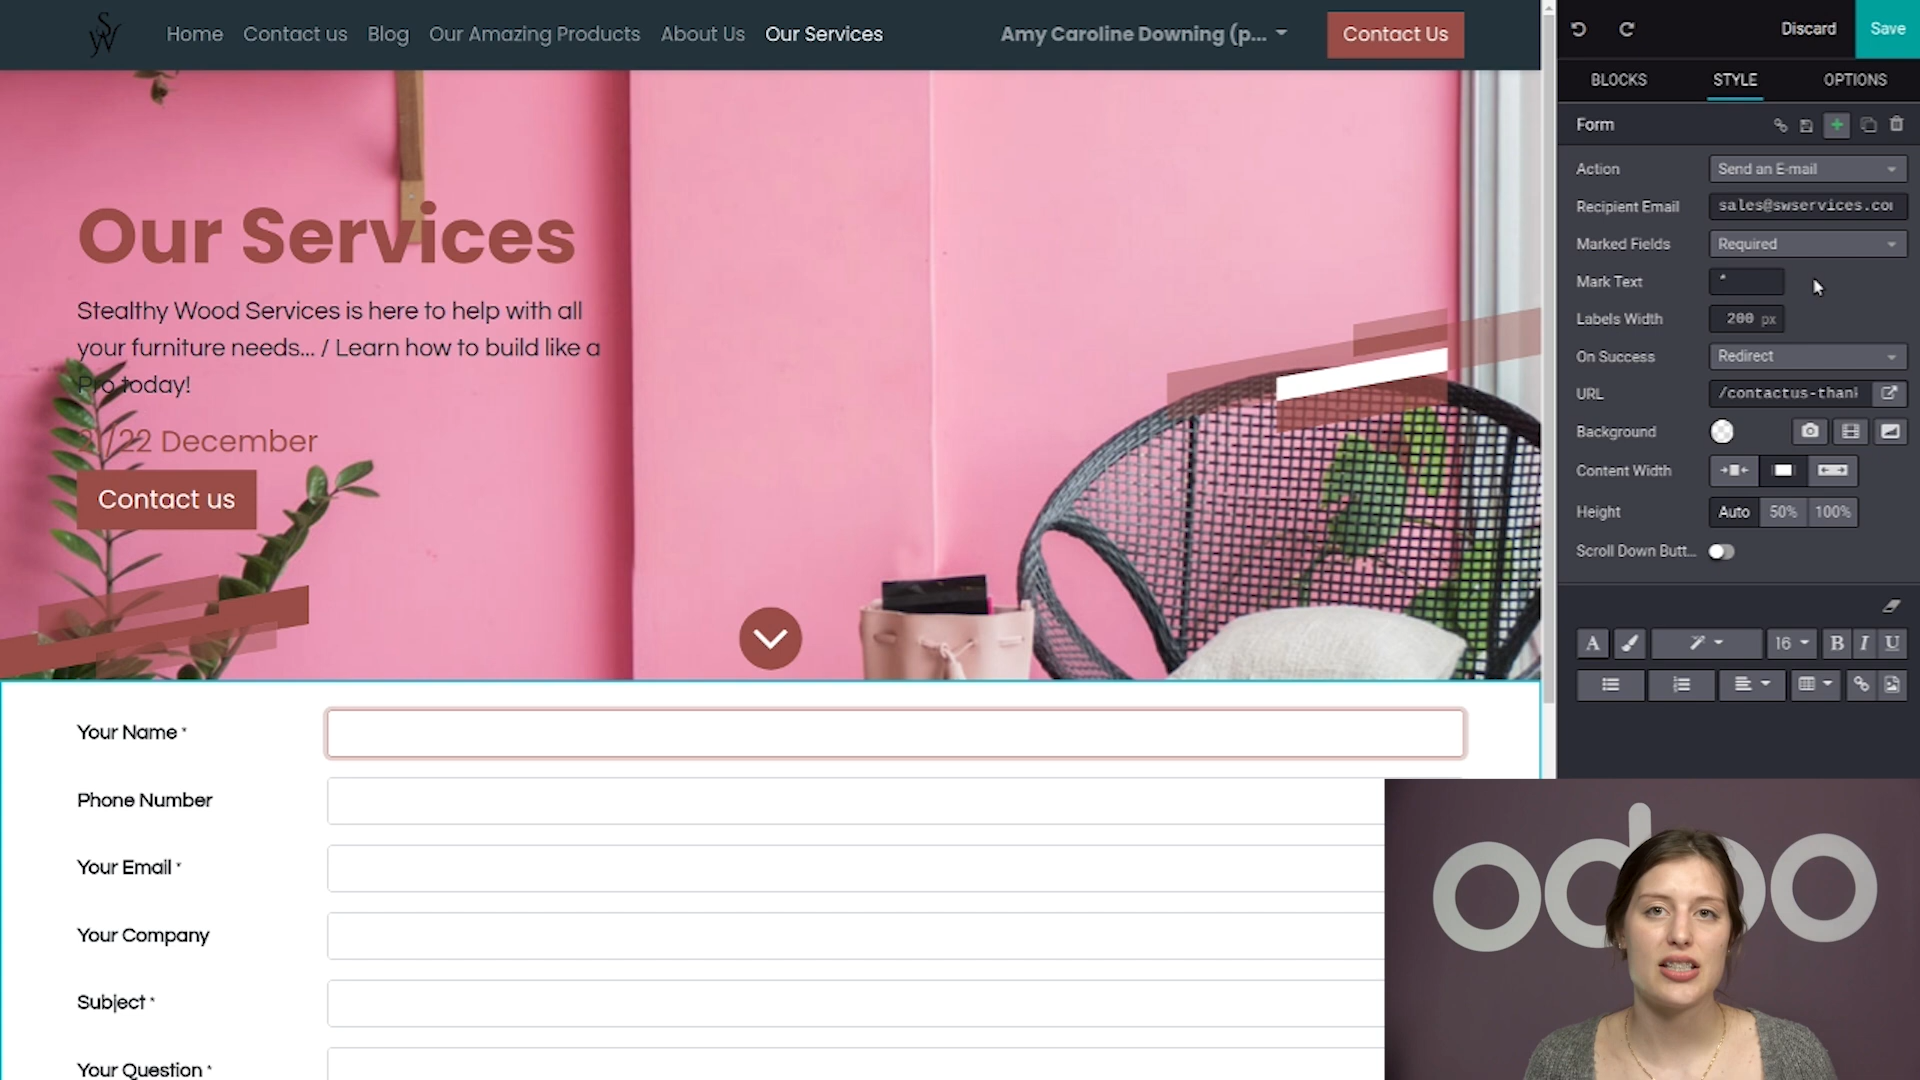 SW
Home Contact us Blog Our Amazing Products About Us Our Services Amy Caroline Downing (p... Contact Us
Discard Save
BLOCKS STYLE OPTIONS
Form
Action Send an E-mail
Recipient Email sales@swservices.co
Marked Fields Required
Mark Text *
Labels Width 200 px
On Success Redirect
URL /contactus-than
Background
Content Width
Height Auto 50% 100%
Scroll Down Butt...
A 16 B I U
Our Services
Stealthy Wood Services is here to help with all
your furniture needs... / Learn how to build like a
Pro today!
/22 December
Contact us
Your Name *
Phone Number
Your Email *
Your Company
Subject *
Your Question *
odoo